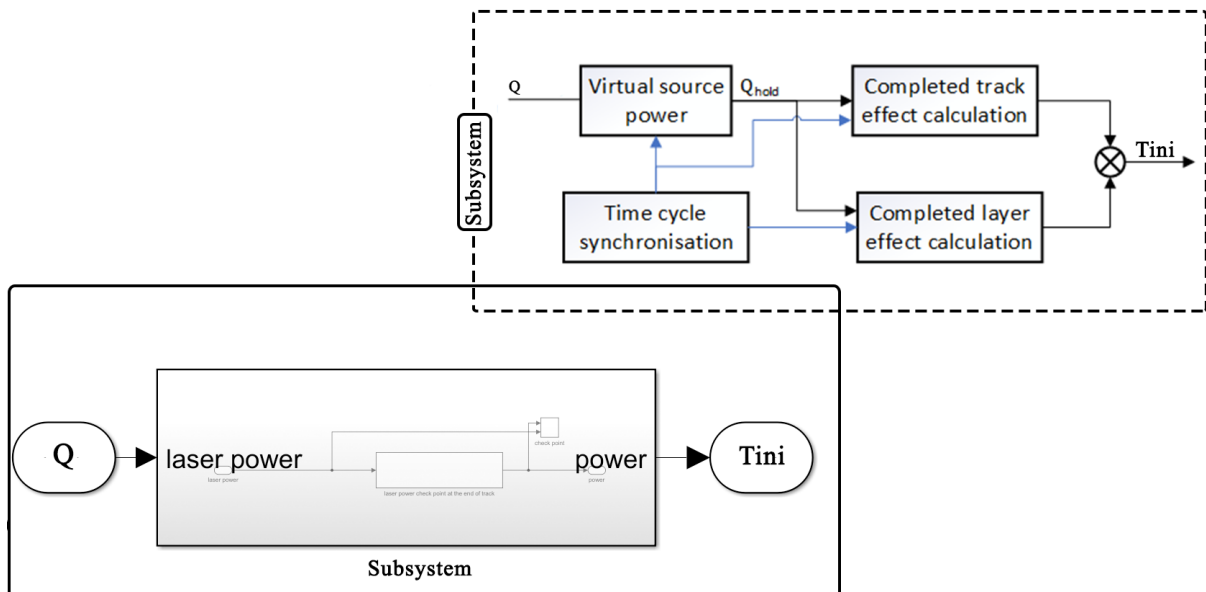 Subsystem
Q
Virtual source
power
Qhold
Completed track
effect calculation
Tini
Time cycle
synchronisation
Completed layer
effect calculation
Q
laser power
laser power
check point
laser power check point at the end of track
power
power
Tini
Subsystem